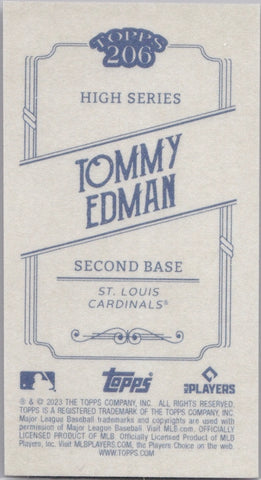 TOPPS
206
HIGH SERIES
TOMMY
EDMAN
SECOND BASE
ST. LOUIS
CARDINALS®
topps® MLB PLAYERS
® & © 2023 THE TOPPS COMPANY, INC. ALL RIGHTS RESERVED.
TOPPS IS A REGISTERED TRADEMARK OF THE TOPPS COMPANY, INC.
Major League Baseball trademarks and copyrights are used with
permission of Major League Baseball. Visit MLB.com. OFFICIALLY
LICENSED PRODUCT OF MLB. Officially Licensed Product of MLB
Players, Inc. Visit MLBPLAYERS.com, the Players Choice on the web.
WWW.TOPPS.COM